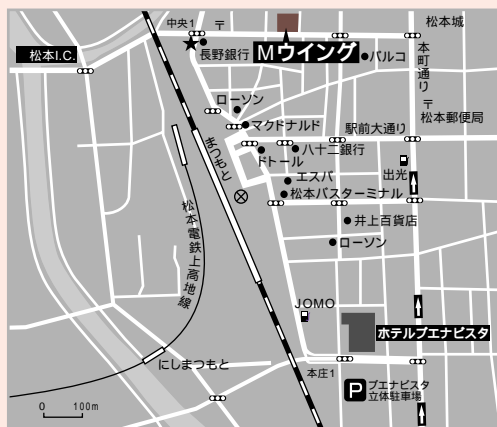 中央1
〒
松本城
松本I.C.
長野銀行
Mウイング
パルコ
本町通り
ローソン
〒
松本郵便局
マクドナルド
駅前大通り
まつもと
ドトール
八十二銀行
出光
エスパ
松本バスターミナル
松本電鉄上高地線
井上百貨店
ローソン
JOMO
ホテルブエナビスタ
にしまつもと
本庄1
P
ブエナビスタ
立体駐車場
0 100m